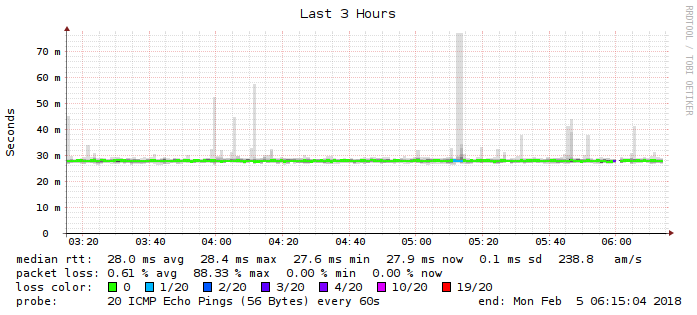 Last 3 Hours
RRDTOOL / TOBI OETIKER
Seconds
70 m
60 m
50 m
40 m
30 m
20 m
10 m
0
03:20 03:40 04:00 04:20 04:40 05:00 05:20 05:40 06:00
median rtt: 28.0 ms avg 28.4 ms max 27.6 ms min 27.9 ms now 0.1 ms sd 238.8 am/s
packet loss: 0.61 % avg 88.33 % max 0.00 % min 0.00 % now
loss color: 0 1/20 2/20 3/20 4/20 10/20 19/20
probe: 20 ICMP Echo Pings (56 Bytes) every 60s end: Mon Feb 5 06:15:04 2018